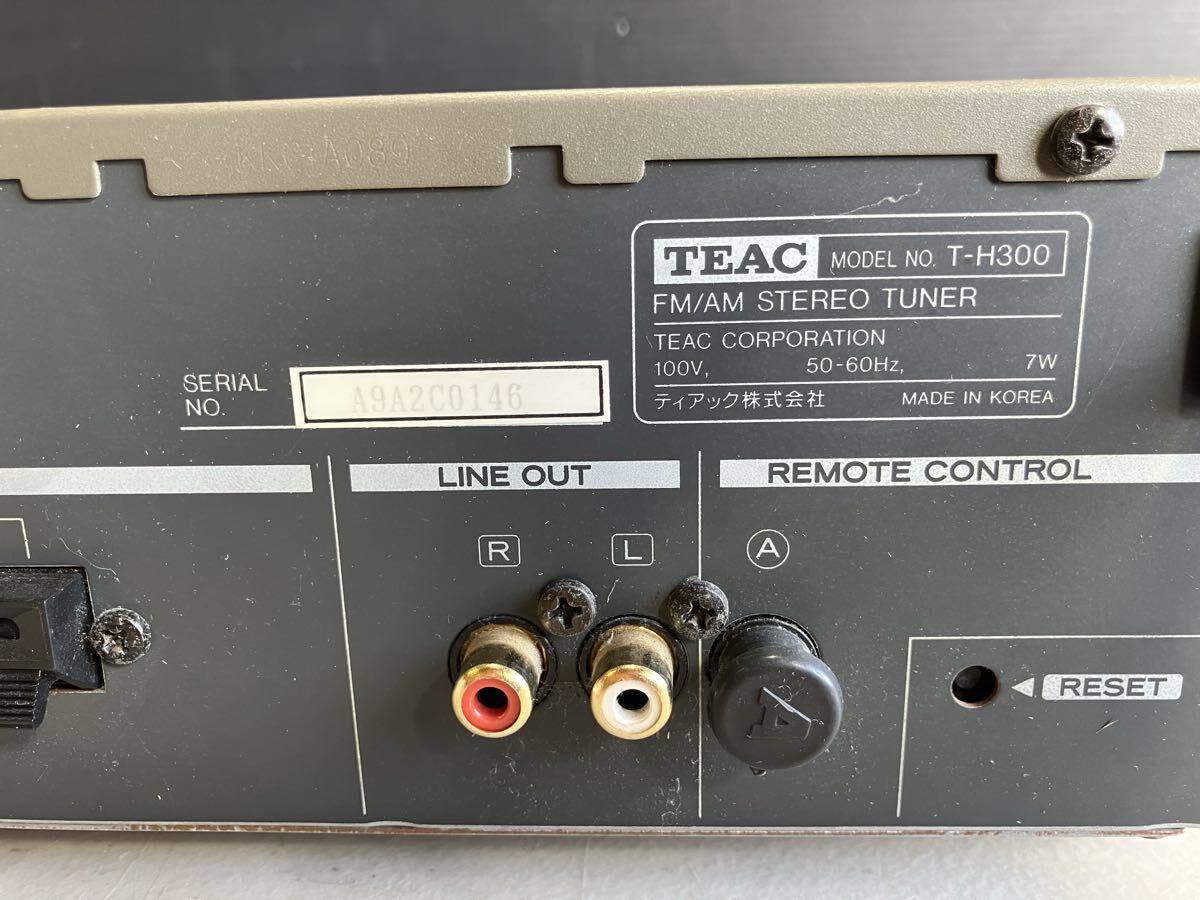 TEAC MODEL NO. T-H300
FM/AM STEREO TUNER
TEAC CORPORATION
100V, 50-60Hz, 7W
ティアック株式会社 MADE IN KOREA
SERIAL
NO.
A9A2C0146
LINE OUT
REMOTE CONTROL
R L A
A
RESET